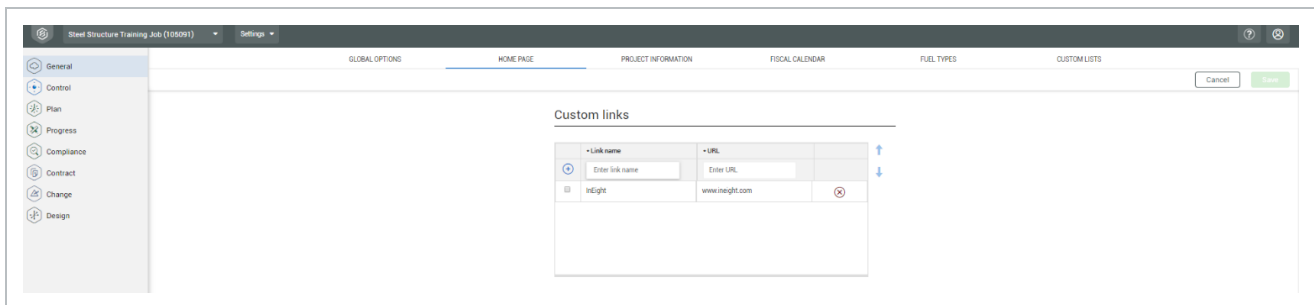 Steel Structure Training Job (105091) Settings
General
Control
Plan
Progress
Compliance
Contract
Change
Design
GLOBAL OPTIONS HOME PAGE PROJECT INFORMATION FISCAL CALENDAR FUEL TYPES CUSTOM LISTS
Cancel Save
Custom links
Link name URL
Enter link name Enter URL
InEight www.ineight.com